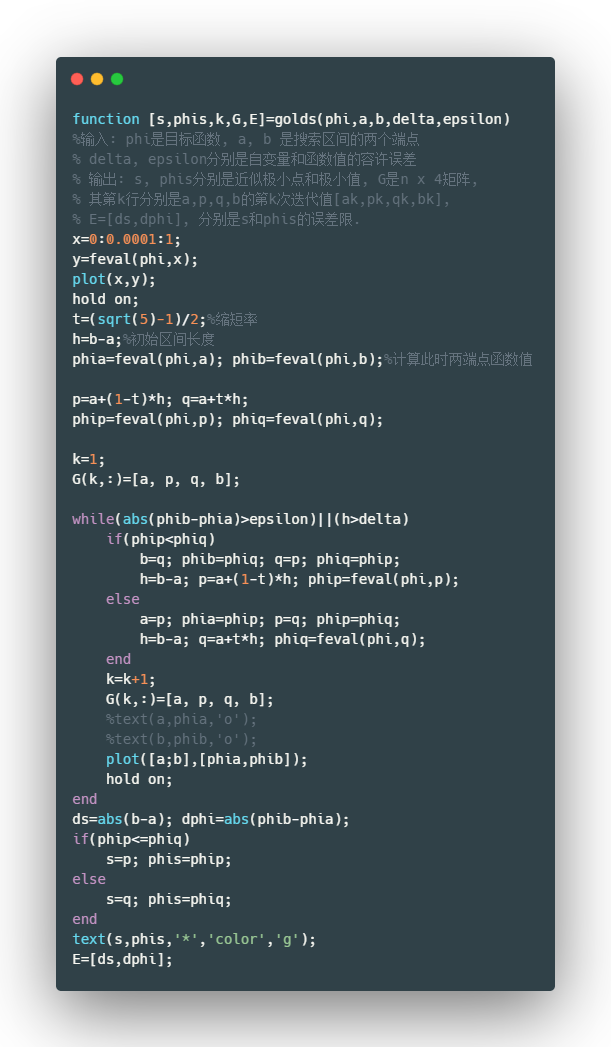 function [s,phis,k,G,E]=golds(phi,a,b,delta,epsilon)
%输入: phi是目标函数, a, b 是搜索区间的两个端点
% delta, epsilon分别是自变量和函数值的容许误差
% 输出: s, phis分别是近似极小点和极小值, G是n x 4矩阵,
% 其第k行分别是a,p,q,b的第k次迭代值[ak,pk,qk,bk],
% E=[ds,dphi], 分别是s和phis的误差限.
x=0:0.0001:1;
y=feval(phi,x);
plot(x,y);
hold on;
t=(sqrt(5)-1)/2;%缩短率
h=b-a;%初始区间长度
phia=feval(phi,a); phib=feval(phi,b);%计算此时两端点函数值
p=a+(1-t)*h; q=a+t*h;
phip=feval(phi,p); phiq=feval(phi,q);
k=1;
G(k,:)=[a, p, q, b];
while(abs(phib-phia)>epsilon)||(h>delta)
    if(phip<phiq)
        b=q; phib=phiq; q=p; phiq=phip;
        h=b-a; p=a+(1-t)*h; phip=feval(phi,p);
    else
        a=p; phia=phip; p=q; phip=phiq;
        h=b-a; q=a+t*h; phiq=feval(phi,q);
    end
    k=k+1;
    G(k,:)=[a, p, q, b];
    %text(a,phia,'o');
    %text(b,phib,'o');
    plot([a;b],[phia,phib]);
    hold on;
end
ds=abs(b-a); dphi=abs(phib-phia);
if(phip<=phiq)
    s=p; phis=phip;
else
    s=q; phis=phiq;
end
text(s,phis,'*','color','g');
E=[ds,dphi];